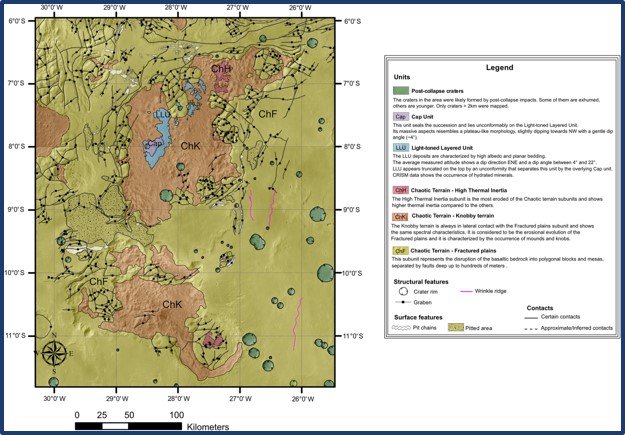 30°0'W 29°0'W 28°0'W 27°0'W 26°0'W
6°0'S 6°0'S
7°0'S 7°0'S
8°0'S 8°0'S
9°0'S 9°0'S
10°0'S 10°0'S
11°0'S 11°0'S
ChH
ChF
LLU
Cap
ChK
ChF
ChK
N
W E
S
30°0'W 29°0'W 28°0'W 27°0'W 26°0'W
0 25 50 100
Kilometers
Legend
Units
Post-collapse craters
The craters in the area were likely formed by post-collapse impacts. Some of them are exhumed,
others are younger. Only craters > 2km were mapped.
Cap Cap Unit
This unit seals the succession and lies unconformably on the Light-toned Layered Unit.
Its massive aspects resembles a plateau-like morphology, slightly dipping towards NW with a gentle dip
angle (~4°).
LLU Light-toned Layered Unit
The LLU deposits are characterized by high albedo and planar bedding.
The average measured attitude shows a dip direction ENE and a dip angle between 4° and 22°.
LLU appears truncated on the top by an unconformity that separates this unit by the overlying Cap unit.
CRISM data shows the occurrence of hydrated minerals.
ChH Chaotic Terrain - High Thermal Inertia
The High Thermal Inertia subunit is the most eroded of the Chaotic terrain subunits and shows
higher thermal inertia compared to the others.
ChK Chaotic Terrain - Knobby terrain
The Knobby terrain is always in lateral contact with the Fractured plains subunit and shows
the same spectral characteristics. It is considered to be the erosional evolution of the
Fractured plains and it is characterized by the occurrence of mounds and knobs.
ChF Chaotic Terrain - Fractured plains
This subunit represents the disruption of the basaltic bedrock into polygonal blocks and mesas,
separated by faults deep up to hundreds of meters .
Structural features
Crater rim Wrinkle ridge
Graben
Contacts
Surface features Certain contacts
Pit chains Pitted area Approximate/Inferred contacts